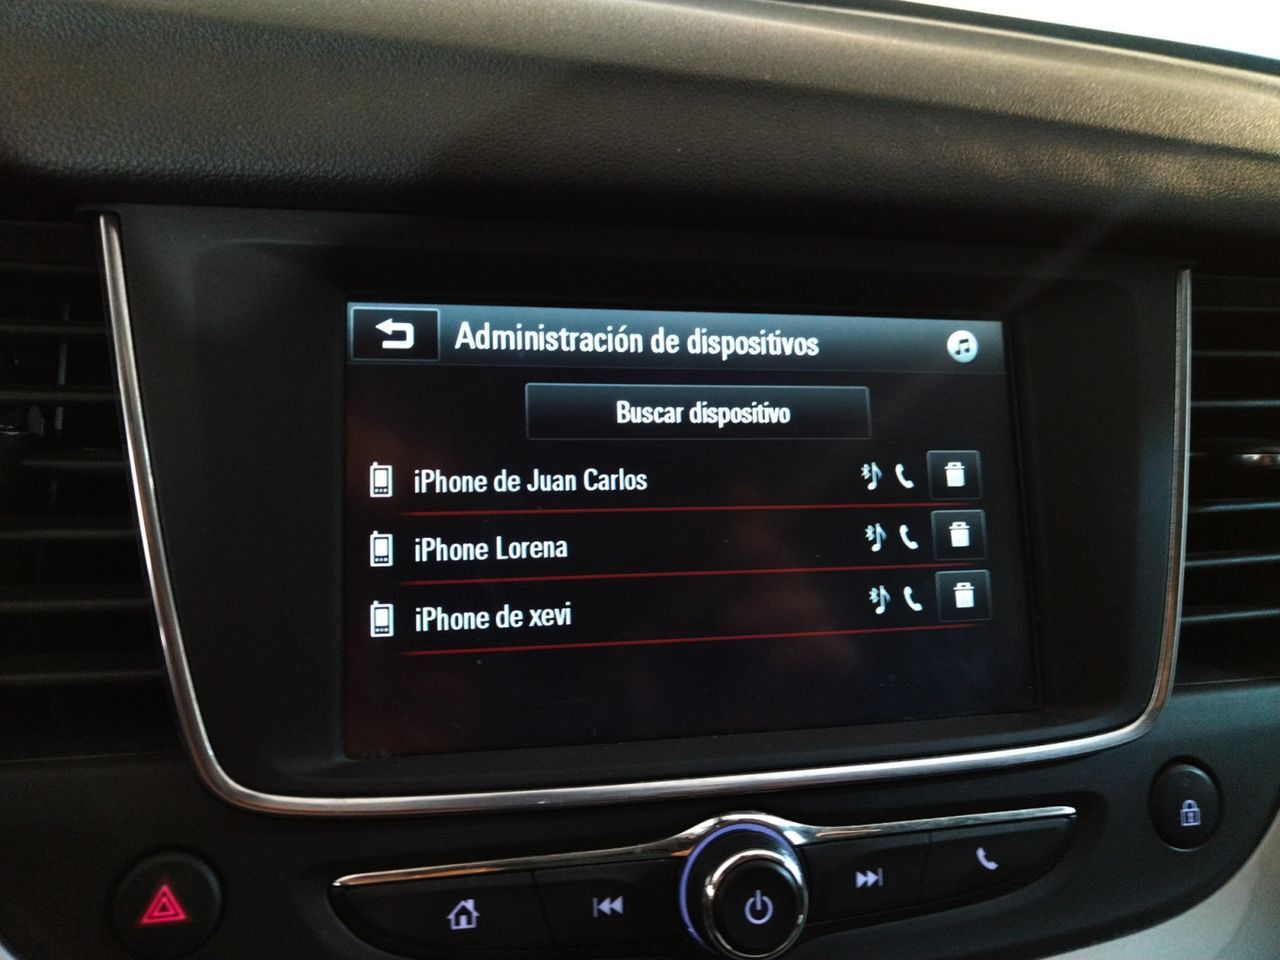 Administración de dispositivos
Buscar dispositivo
iPhone de Juan Carlos
iPhone Lorena
iPhone de xevi